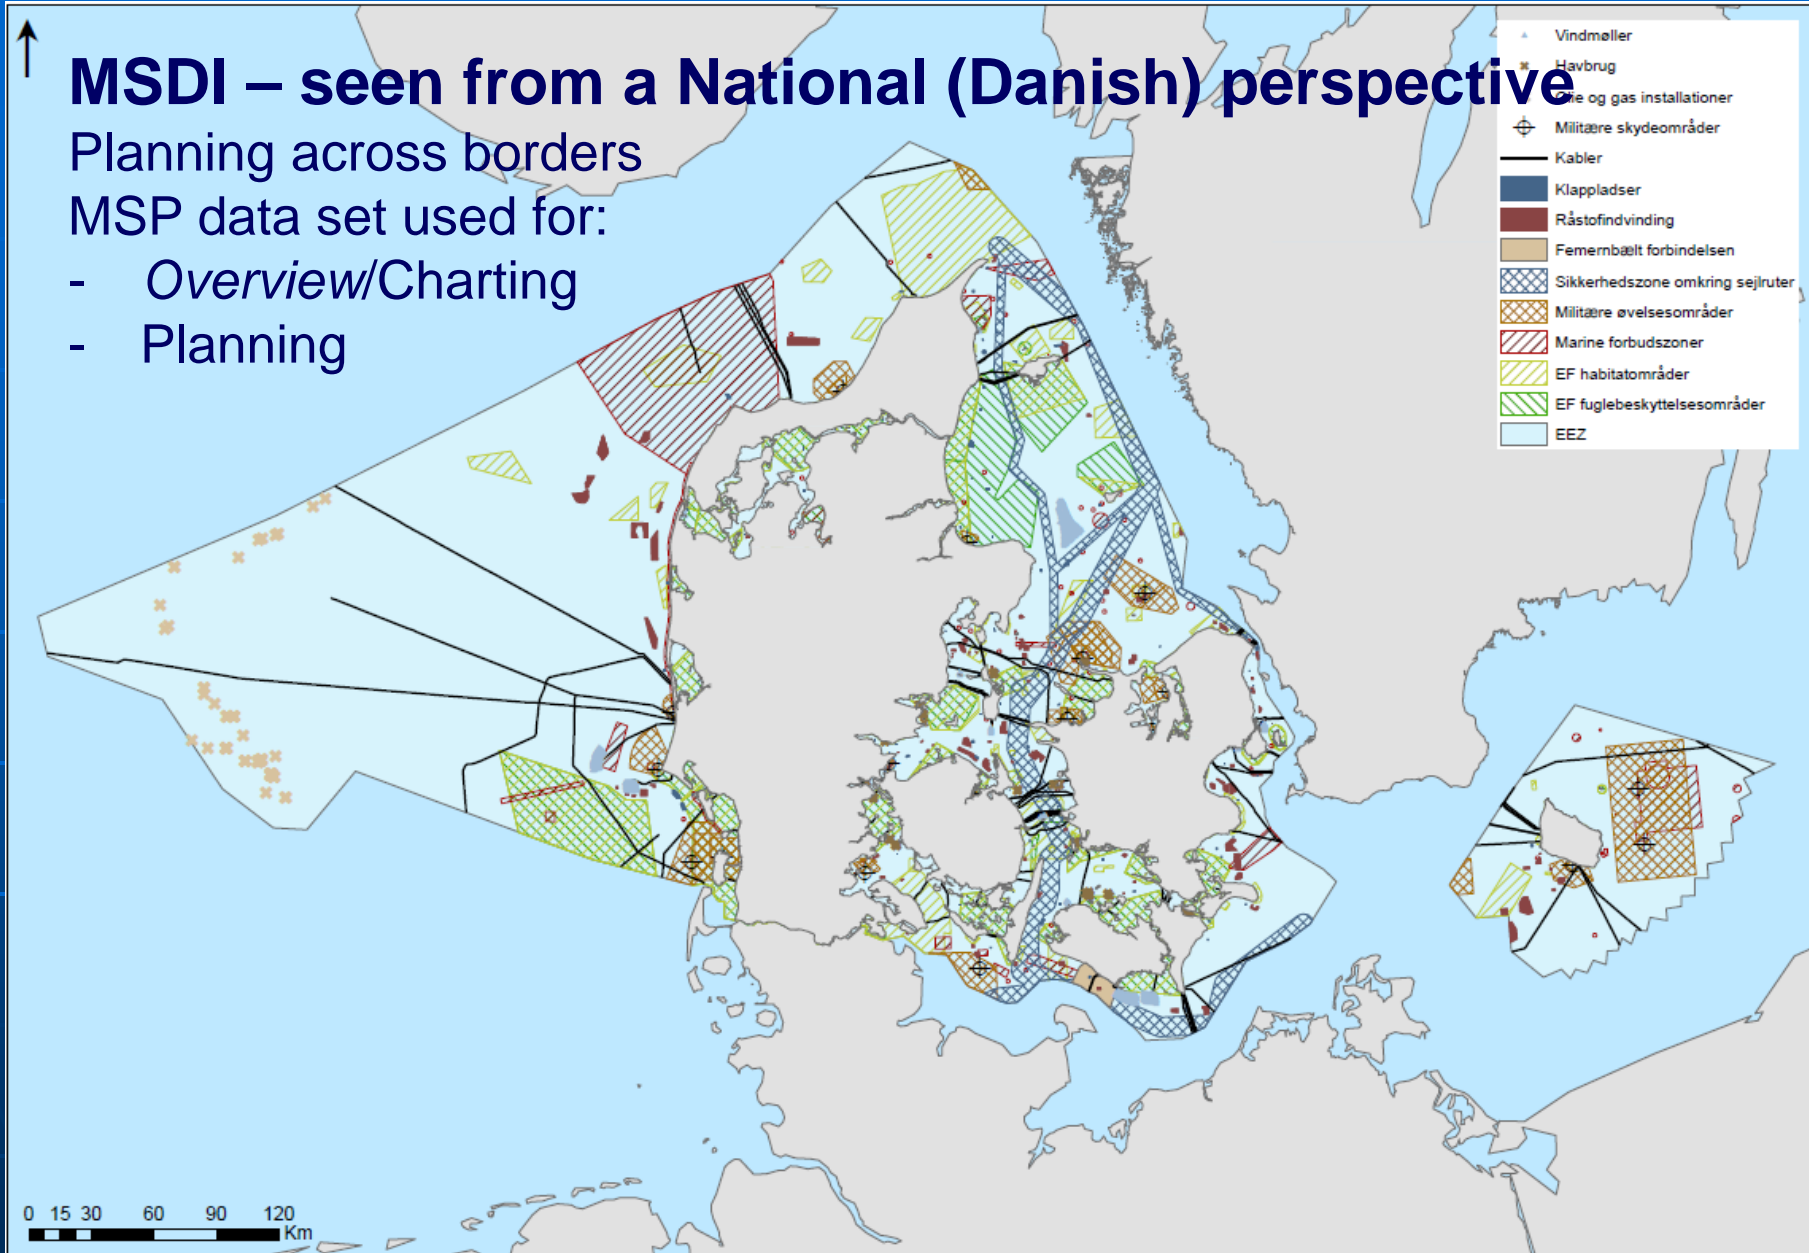 MSDI – seen from a National (Danish) perspective
Planning across borders
MSP data set used for:
- Overview/Charting
- Planning
Vindmøller
Havbrug
Olie og gas installationer
Militære skydeområder
Kabler
Klappladser
Råstofindvinding
Femernbælt forbindelsen
Sikkerhedszone omkring sejlruter
Militære øvelsesområder
Marine forbudszoner
EF habitatområder
EF fuglebeskyttelsesområder
EEZ
0 15 30 60 90 120
Km